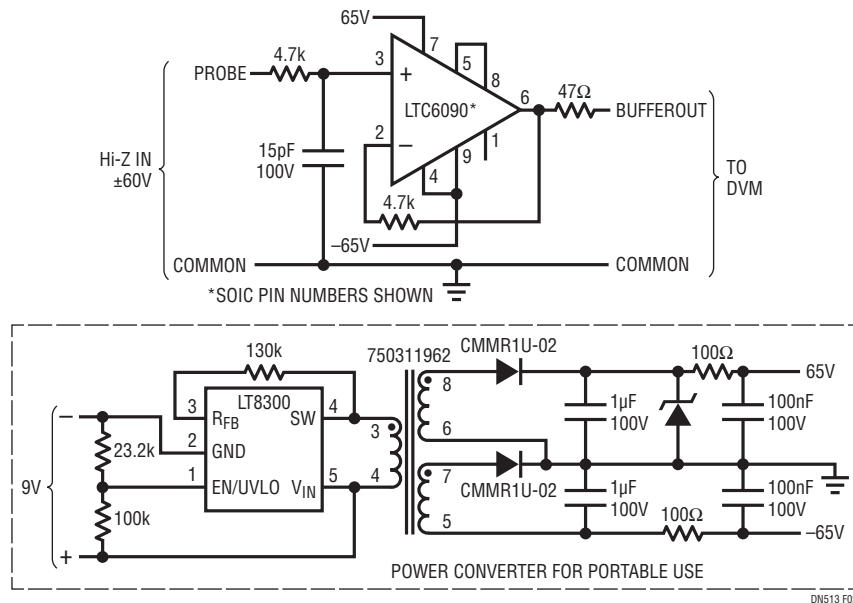 65V
7
4.7k
3
5
PROBE
+
8
LTC6090*
6
47Ω
BUFFEROUT
2
–
1
Hi-Z IN
±60V
15pF
100V
9
4
TO
DVM
4.7k
–65V
COMMON
COMMON
*SOIC PIN NUMBERS SHOWN
130k
750311962
CMMR1U-02
8
100Ω
65V
LT8300
3
RFB
SW
4
3
1µF
100V
100nF
100V
–
23.2k
2
GND
6
9V
1
EN/UVLO
VIN
5
4
7
CMMR1U-02
1µF
100V
100nF
100V
100k
5
100Ω
–65V
+
POWER CONVERTER FOR PORTABLE USE
DN513 F0